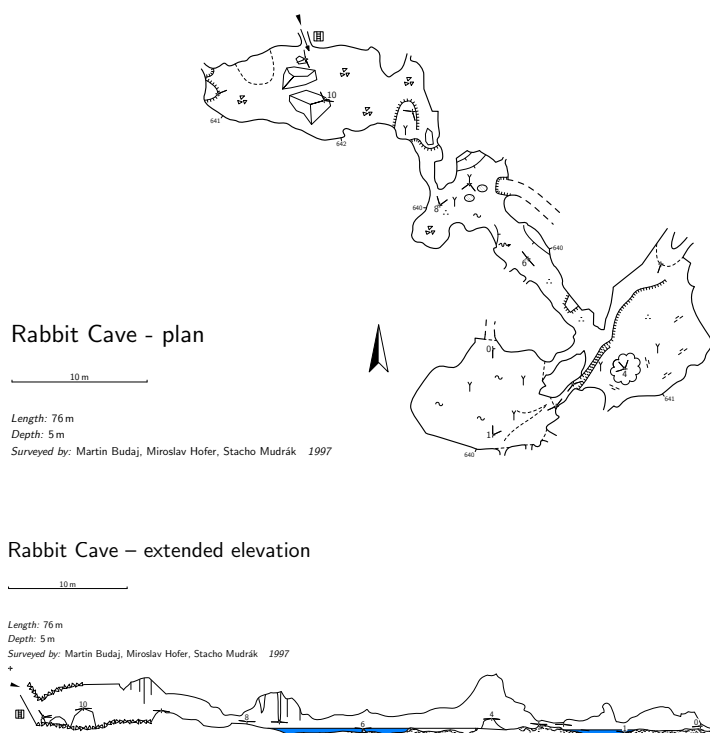 10
641
642
640
8
640
6
Rabbit Cave - plan
0
10 m
4
641
Length: 76 m
Depth: 5 m
1
Surveyed by: Martin Budaj, Miroslav Hofer, Stacho Mudrák 1997
640
Rabbit Cave – extended elevation
10 m
Length: 76 m
Depth: 5 m
Surveyed by: Martin Budaj, Miroslav Hofer, Stacho Mudrák 1997
+
10
8
6
4
1
0